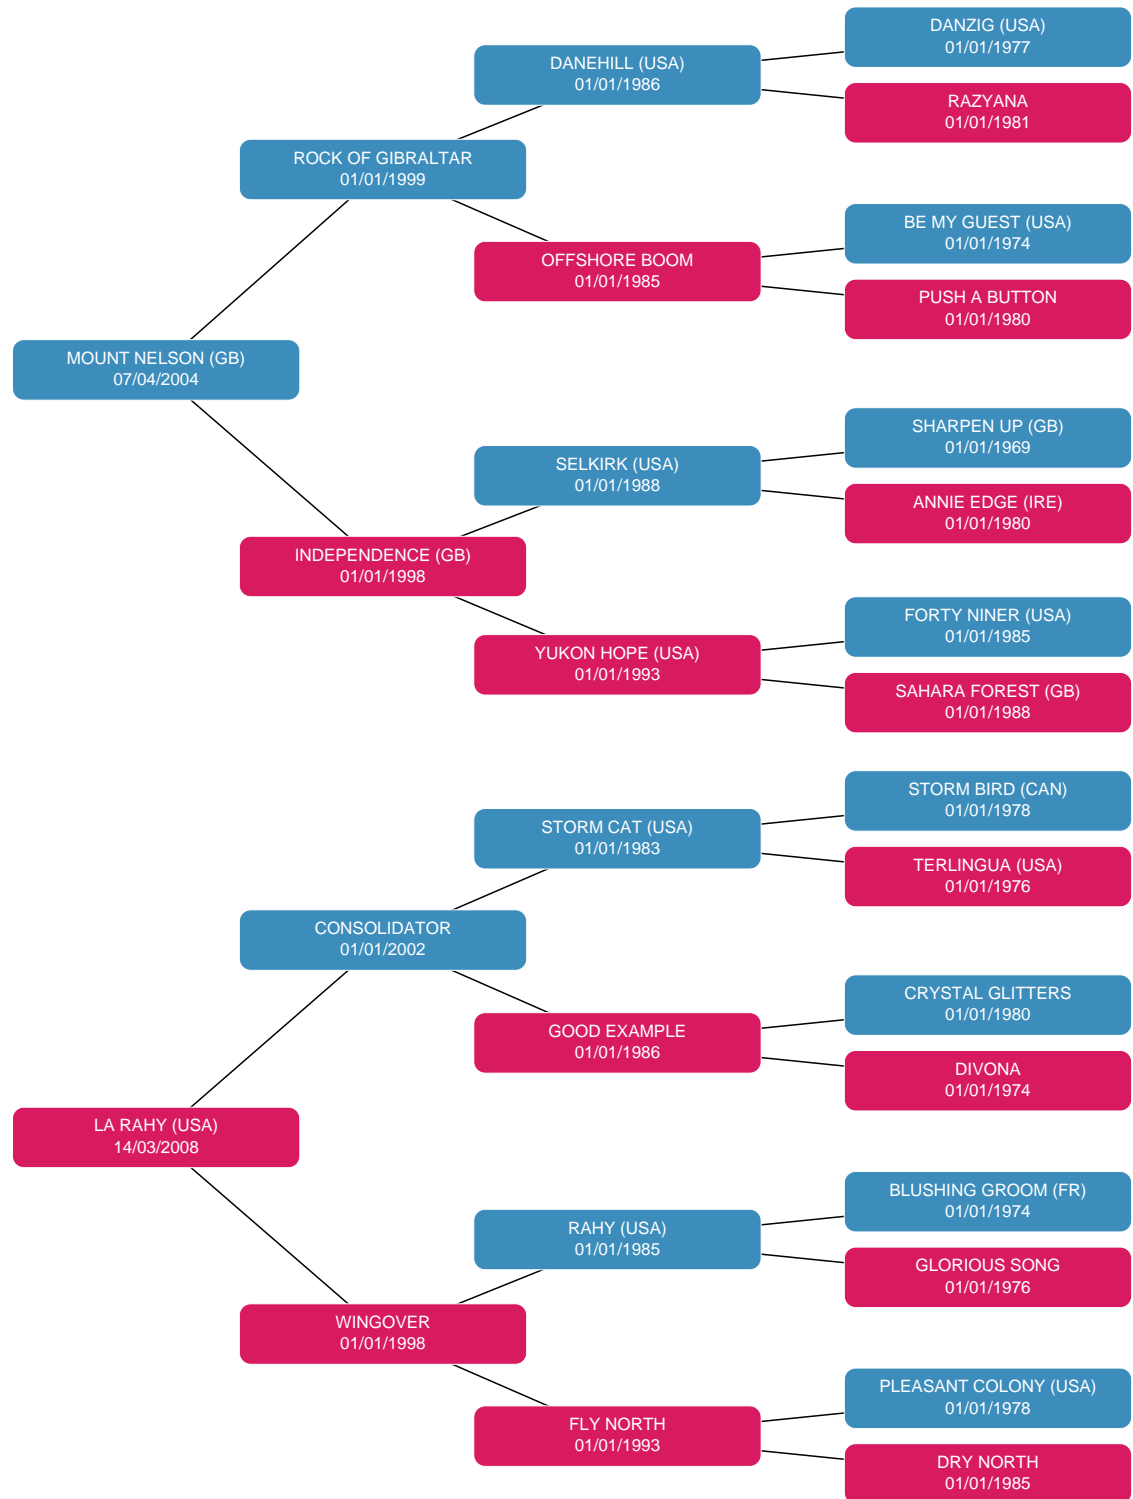 DANZIG (USA)
01/01/1977
DANEHILL (USA)
01/01/1986
RAZYANA
01/01/1981
ROCK OF GIBRALTAR
01/01/1999
BE MY GUEST (USA)
01/01/1974
OFFSHORE BOOM
01/01/1985
PUSH A BUTTON
01/01/1980
MOUNT NELSON (GB)
07/04/2004
SHARPEN UP (GB)
01/01/1969
SELKIRK (USA)
01/01/1988
ANNIE EDGE (IRE)
01/01/1980
INDEPENDENCE (GB)
01/01/1998
FORTY NINER (USA)
01/01/1985
YUKON HOPE (USA)
01/01/1993
SAHARA FOREST (GB)
01/01/1988
STORM BIRD (CAN)
01/01/1978
STORM CAT (USA)
01/01/1983
TERLINGUA (USA)
01/01/1976
CONSOLIDATOR
01/01/2002
CRYSTAL GLITTERS
01/01/1980
GOOD EXAMPLE
01/01/1986
DIVONA
01/01/1974
LA RAHY (USA)
14/03/2008
BLUSHING GROOM (FR)
01/01/1974
RAHY (USA)
01/01/1985
GLORIOUS SONG
01/01/1976
WINGOVER
01/01/1998
PLEASANT COLONY (USA)
01/01/1978
FLY NORTH
01/01/1993
DRY NORTH
01/01/1985